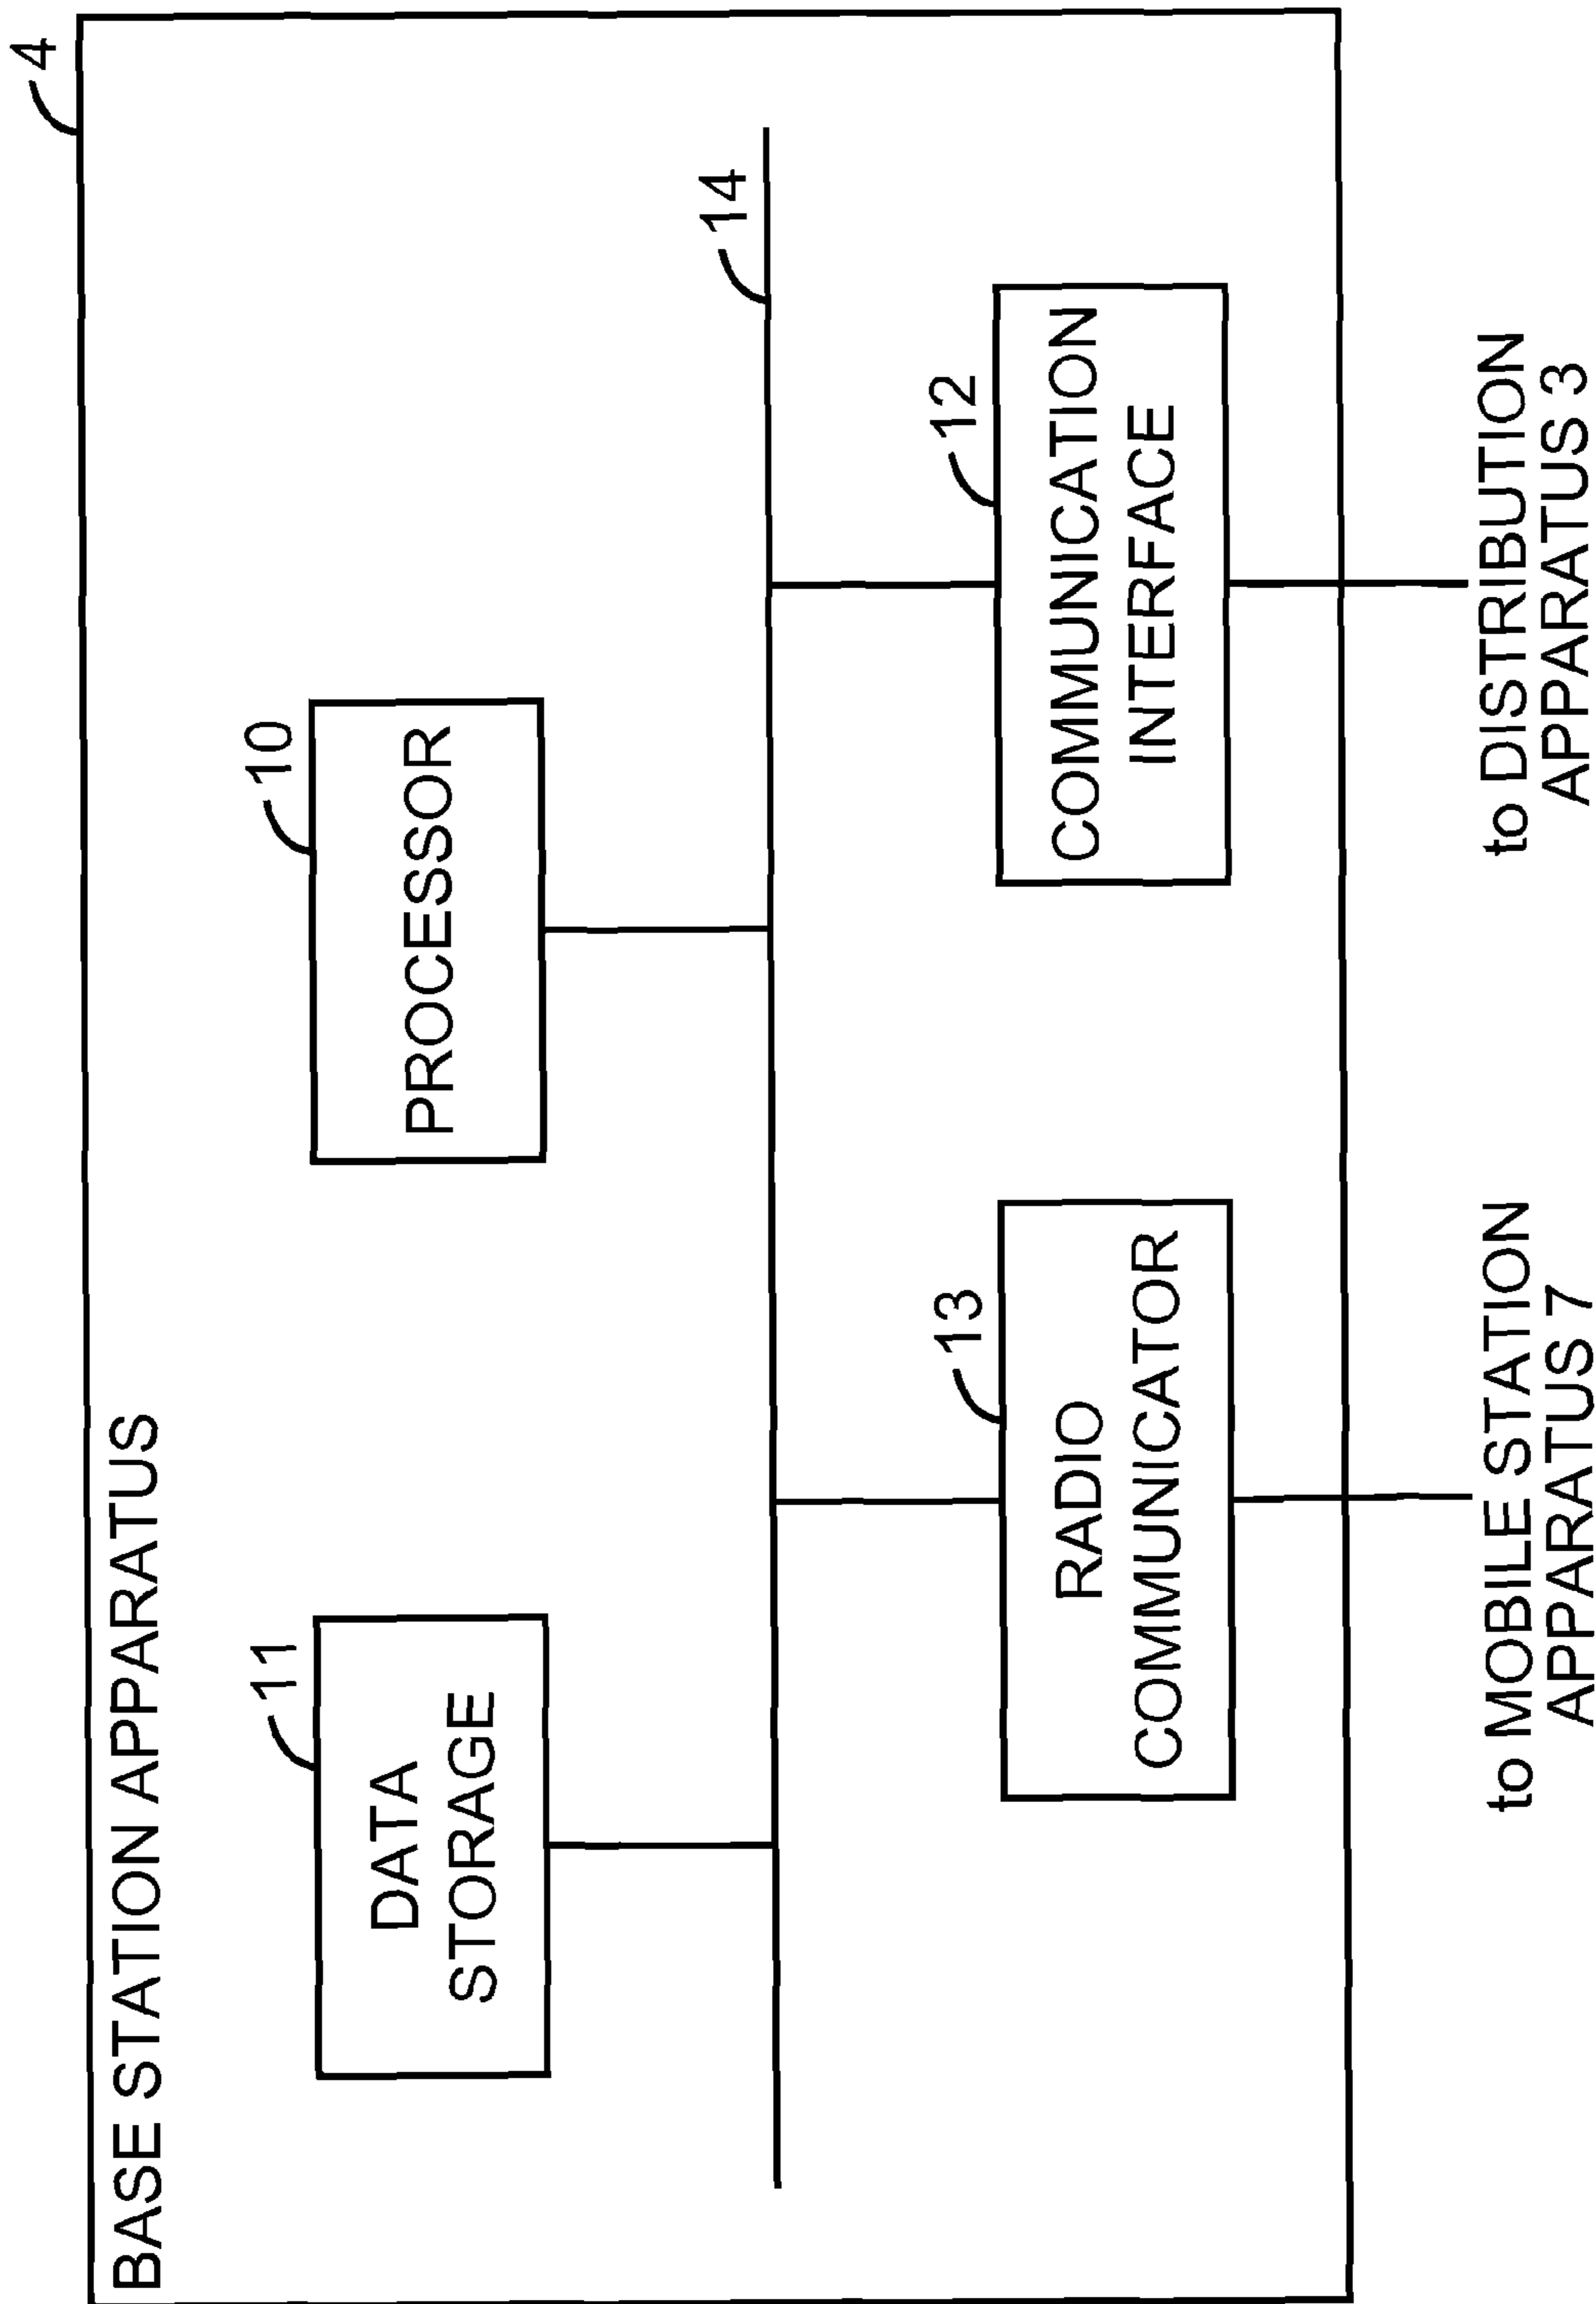 4
BASE STATION APPARATUS
11
DATA
STORAGE
10
PROCESSOR
14
13
RADIO
COMMUNICATOR
12
COMMUNICATION
INTERFACE
to MOBILE STATION
APPARATUS 7
to DISTRIBUTION
APPARATUS 3